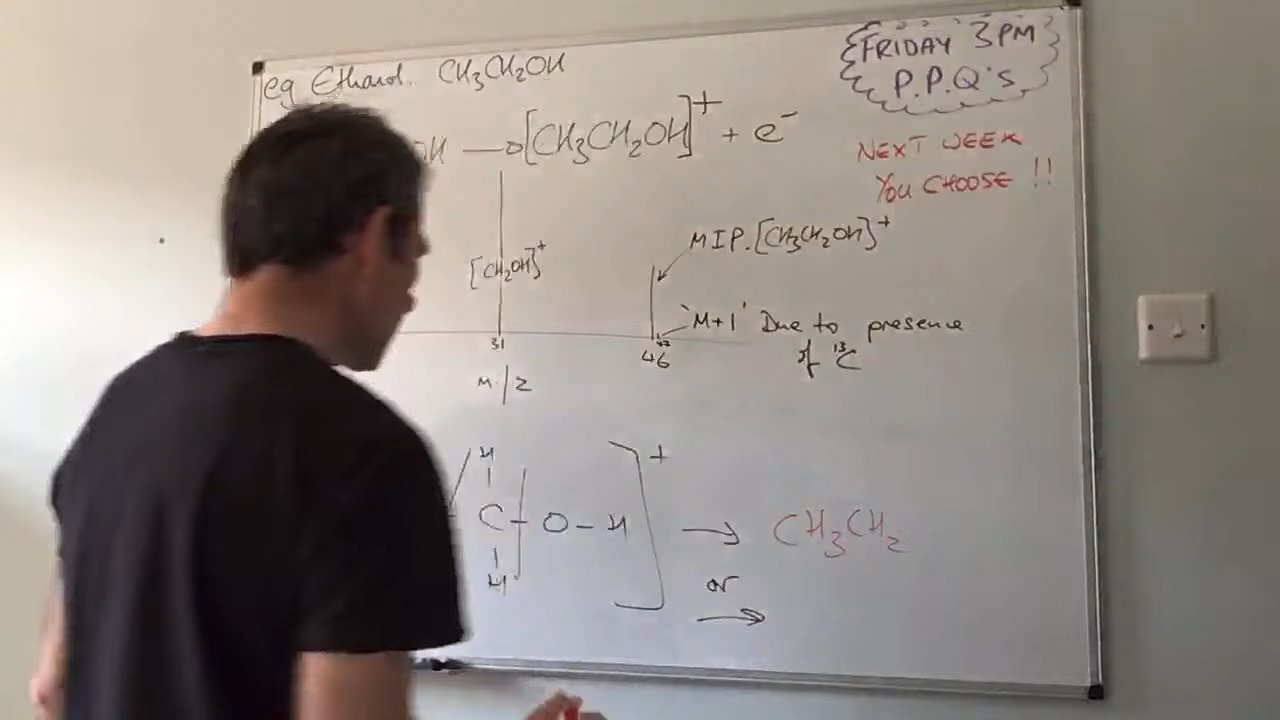 eg Ethanol. CH₃CH₂OH
FRIDAY 3PM
P.P.Q'S
OH → [CH₃CH₂OH]⁺ + e⁻
NEXT WEEK
YOU CHOOSE !!
MIP. [CH₃CH₂OH]⁺
[CH₂OH]⁺
'M+1' Due to presence
of ¹³C
31
46
M/Z
H
+
C - O - H → CH₃CH₂
H
or
→